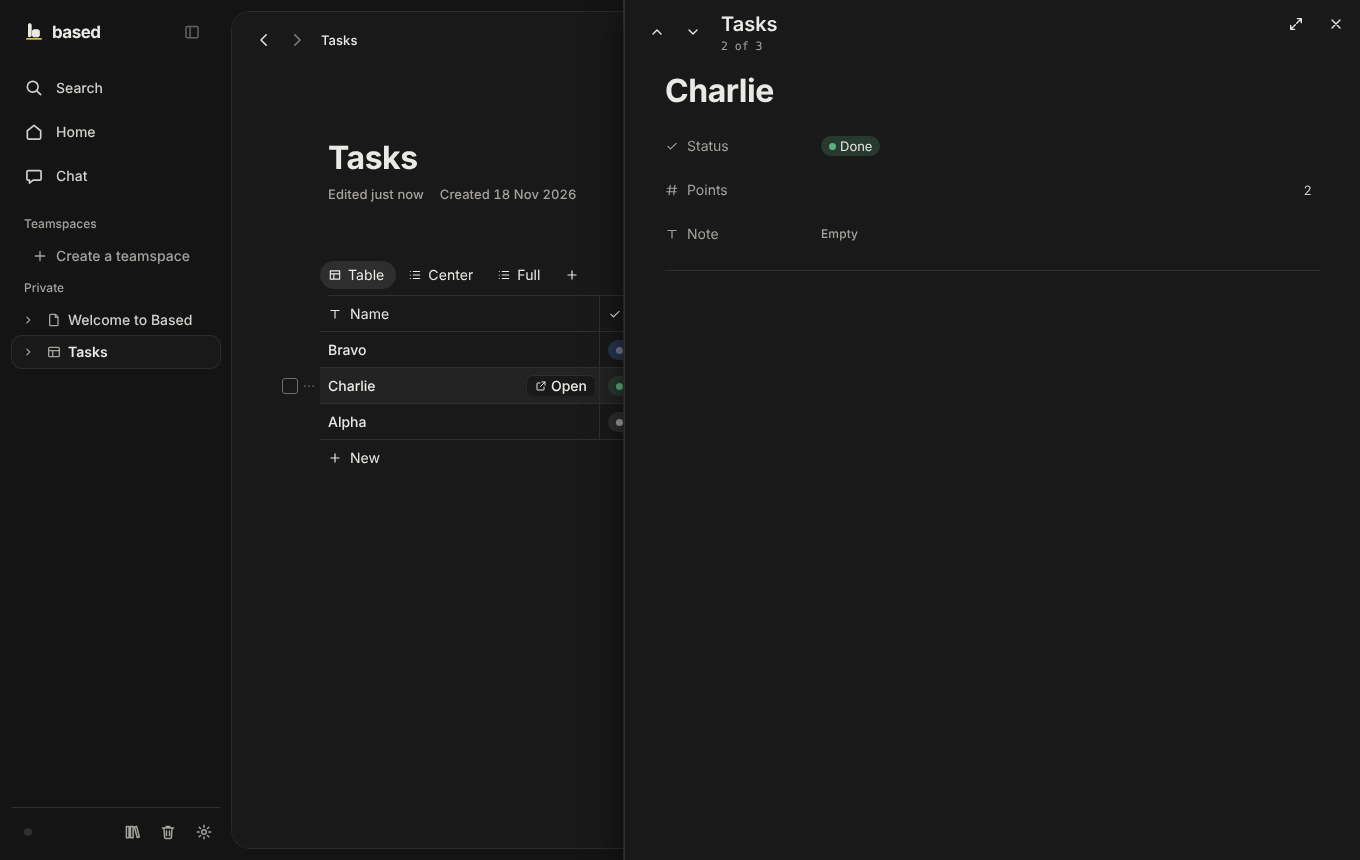 based
Search
Home
Chat
Teamspaces
Create a teamspace
Private
Welcome to Based
Tasks
Tasks
Tasks
Edited just now Created 18 Nov 2026
Table Center Full
Name
Bravo
Charlie Open
Alpha
New
Tasks
2 of 3
Charlie
Status Done
Points 2
Note Empty